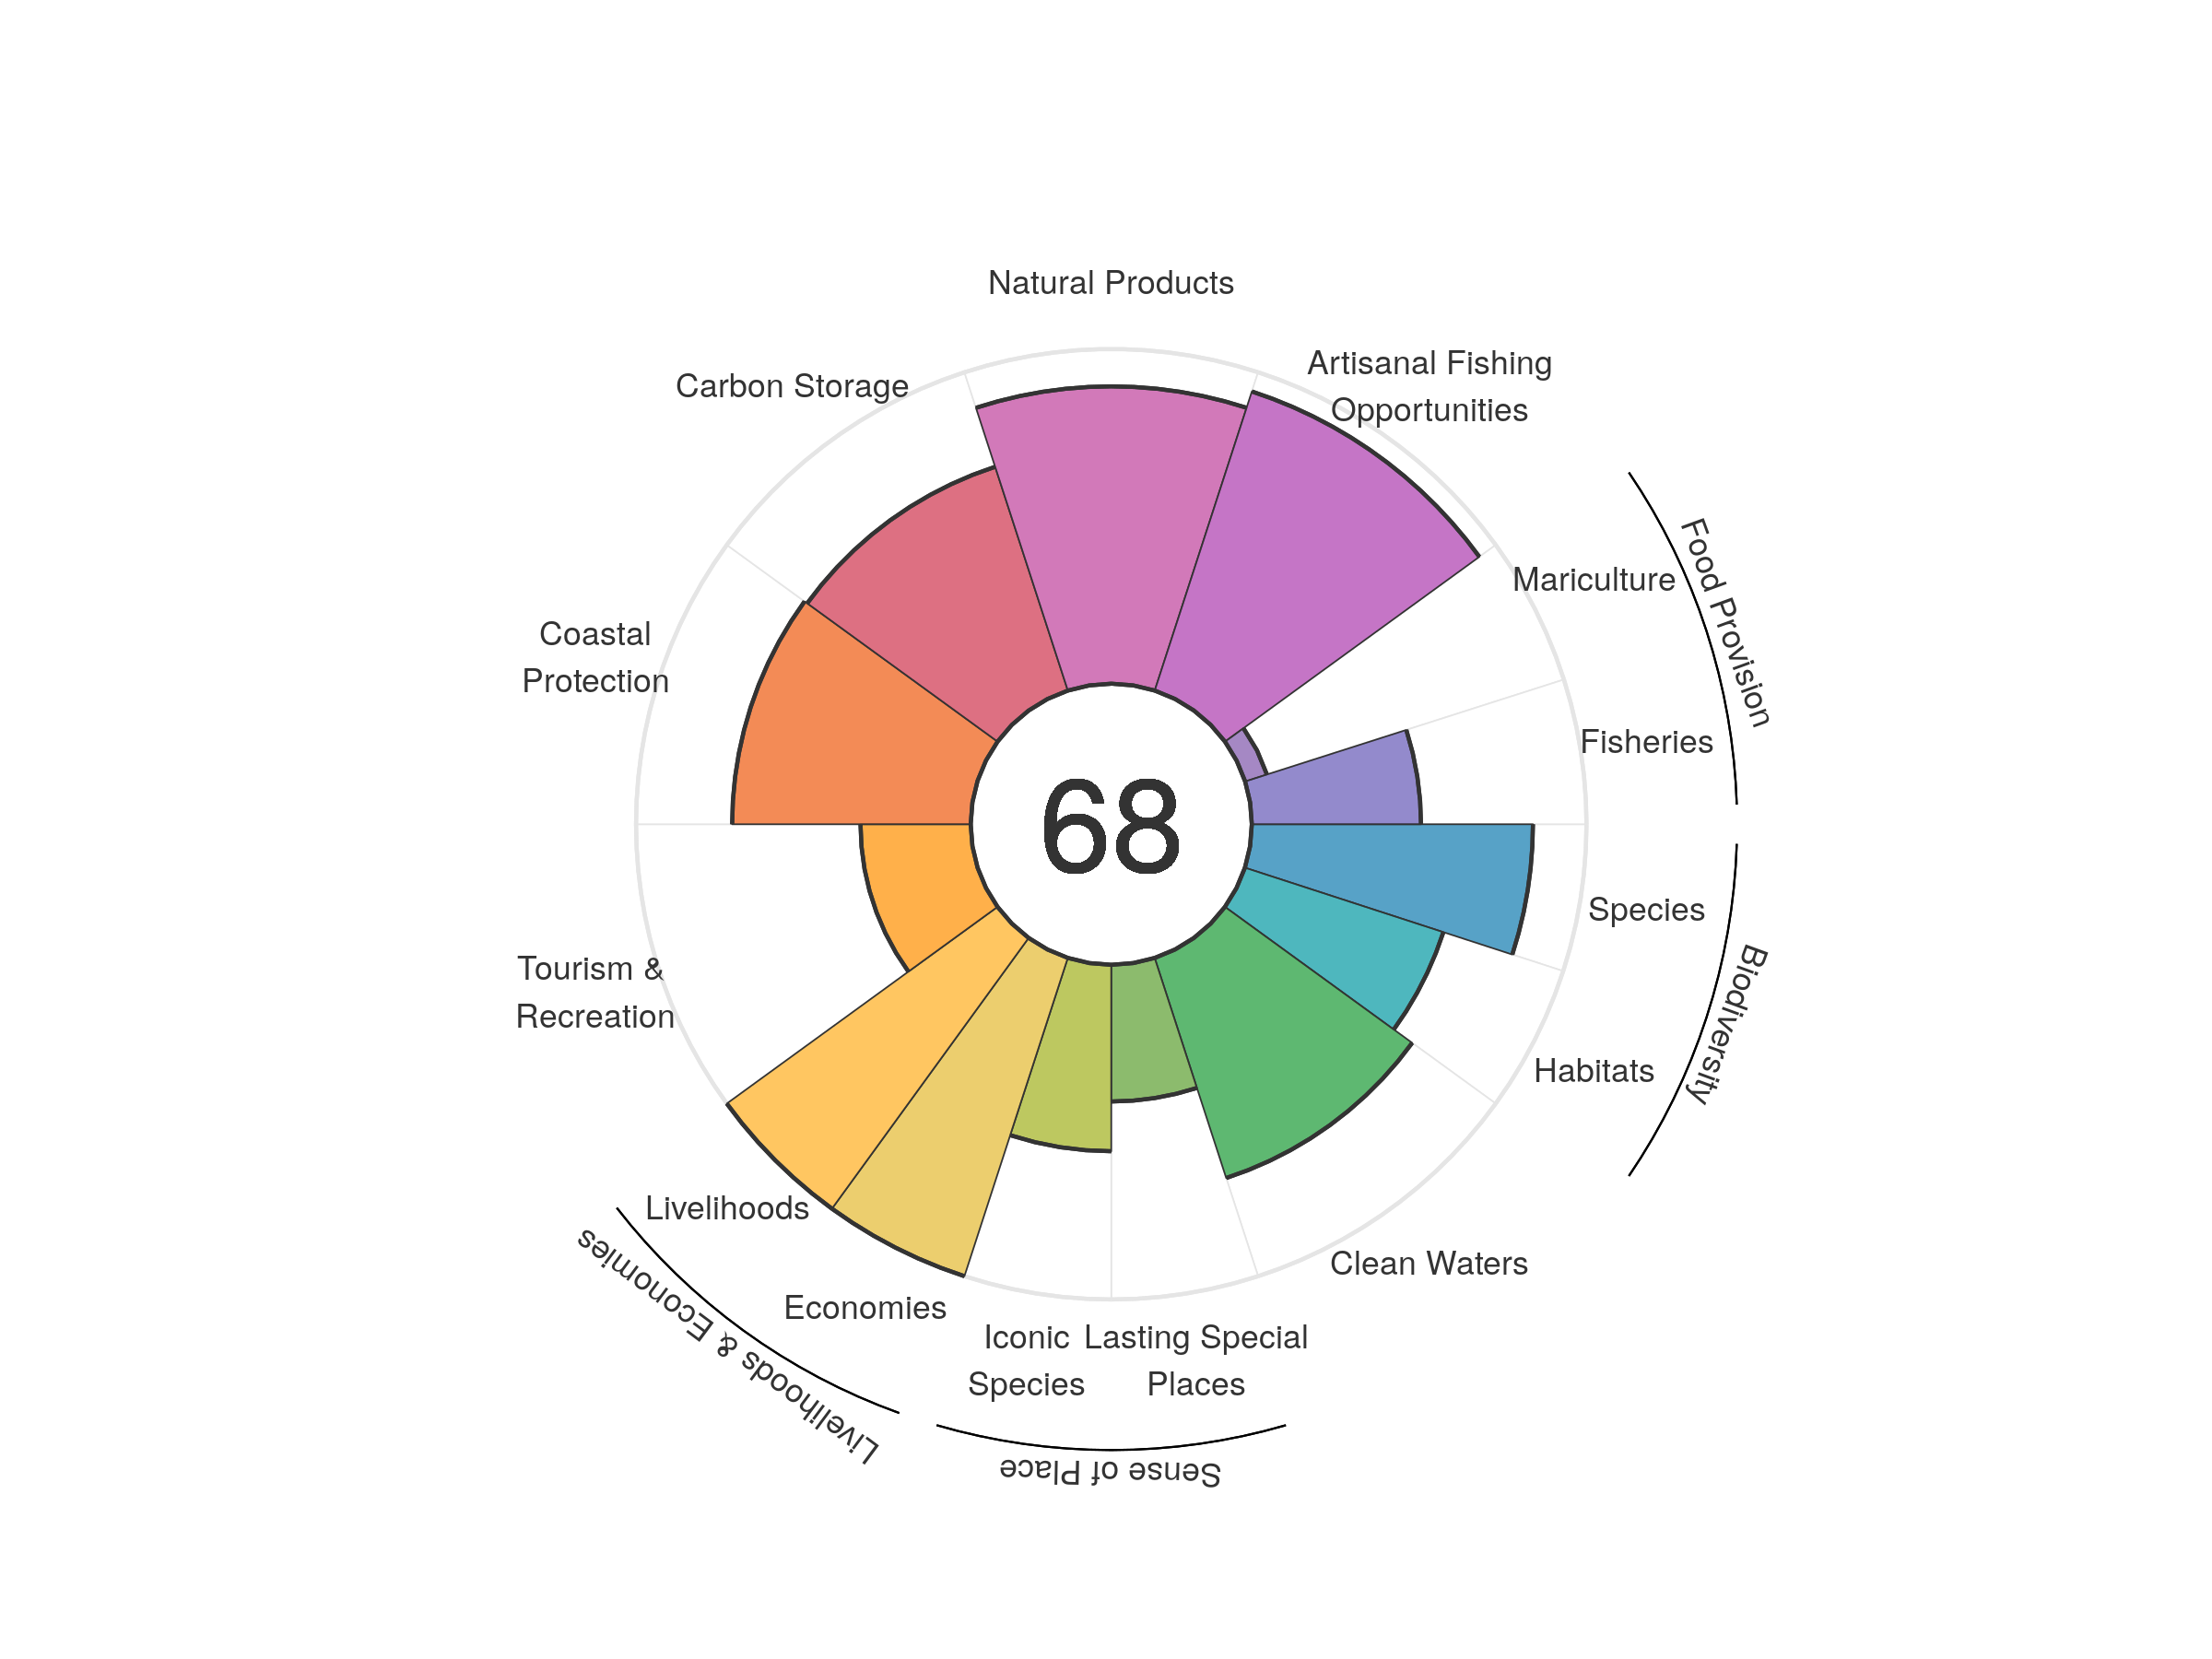 Natural Products
Artisanal Fishing
Opportunities
Carbon Storage
Mariculture
Food Provision
Coastal
Protection
Fisheries
68
Species
Biodiversity
Tourism &
Recreation
Habitats
Livelihoods
Clean Waters
Economies
Livelihoods & Economies
Iconic
Species
Lasting Special
Places
Sense of Place